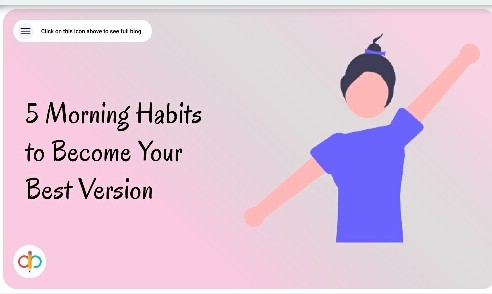 Click on this icon above to see full blog
5 Morning Habits
to Become Your
Best Version